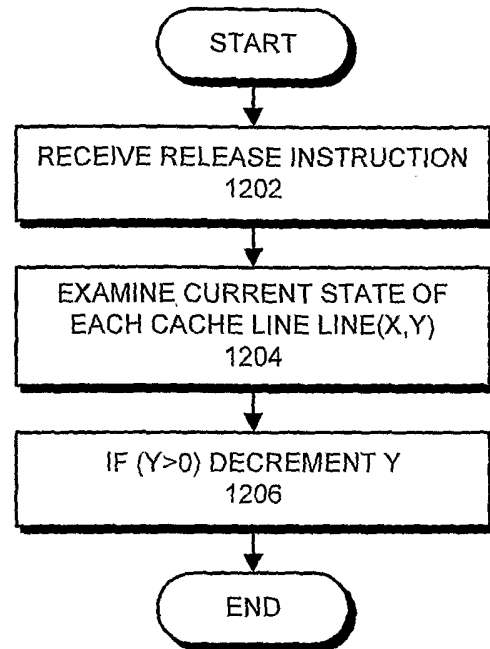 START
RECEIVE RELEASE INSTRUCTION
1202
EXAMINE CURRENT STATE OF
EACH CACHE LINE LINE(X,Y)
1204
IF (Y>0) DECREMENT Y
1206
END